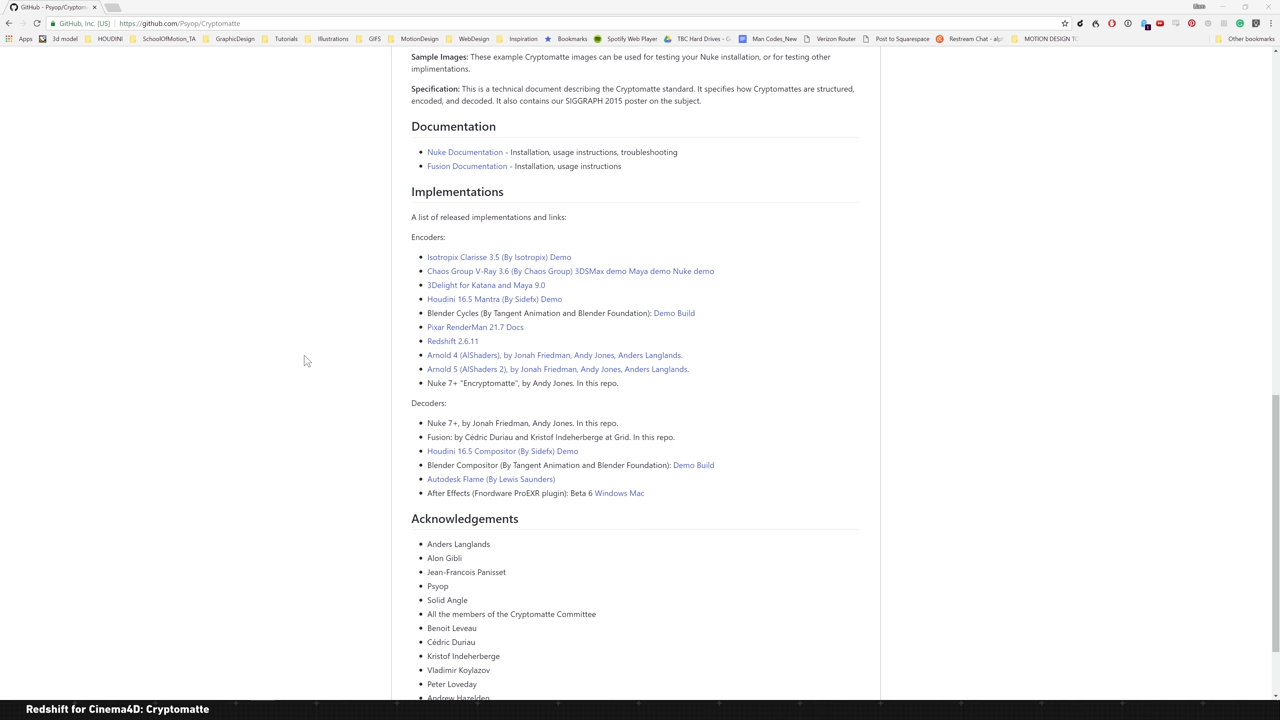 GitHub - Psyop/Cryptom
GitHub, Inc. [US]
https://github.com/Psyop/Cryptomatte
Apps
3d model
HOUDINI
SchoolOfMotion_TA
GraphicDesign
Tutorials
Illustrations
GIFS
MotionDesign
WebDesign
Inspiration
Bookmarks
Spotify Web Player
TBC Hard Drives - G
Man Codes_New
Verizon Router
Post to Squarespace
Restream Chat - alp
MOTION DESIGN TO
Other bookmarks
Sample Images: These example Cryptomatte images can be used for testing your Nuke installation, or for testing other
implimentations.
Specification: This is a technical document describing the Cryptomatte standard. It specifies how Cryptomattes are structured,
encoded, and decoded. It also contains our SIGGRAPH 2015 poster on the subject.
Documentation
Nuke Documentation - Installation, usage instructions, troubleshooting
Fusion Documentation - Installation, usage instructions
Implementations
A list of released implementations and links:
Encoders:
Isotropix Clarisse 3.5 (By Isotropix) Demo
Chaos Group V-Ray 3.6 (By Chaos Group) 3DSMax demo Maya demo Nuke demo
3Delight for Katana and Maya 9.0
Houdini 16.5 Mantra (By Sidefx) Demo
Blender Cycles (By Tangent Animation and Blender Foundation): Demo Build
Pixar RenderMan 21.7 Docs
Redshift 2.6.11
Arnold 4 (AlShaders), by Jonah Friedman, Andy Jones, Anders Langlands.
Arnold 5 (AlShaders 2), by Jonah Friedman, Andy Jones, Anders Langlands.
Nuke 7+ "Encryptomatte", by Andy Jones. In this repo.
Decoders:
Nuke 7+, by Jonah Friedman, Andy Jones. In this repo.
Fusion: by Cédric Duriau and Kristof Indeherberge at Grid. In this repo.
Houdini 16.5 Compositor (By Sidefx) Demo
Blender Compositor (By Tangent Animation and Blender Foundation): Demo Build
Autodesk Flame (By Lewis Saunders)
After Effects (Fnordware ProEXR plugin): Beta 6 Windows Mac
Acknowledgements
Anders Langlands
Alon Gibli
Jean-Francois Panisset
Psyop
Solid Angle
All the members of the Cryptomatte Committee
Benoit Leveau
Cédric Duriau
Kristof Indeherberge
Vladimir Koylazov
Peter Loveday
Andrew Hazelden
Redshift for Cinema4D: Cryptomatte